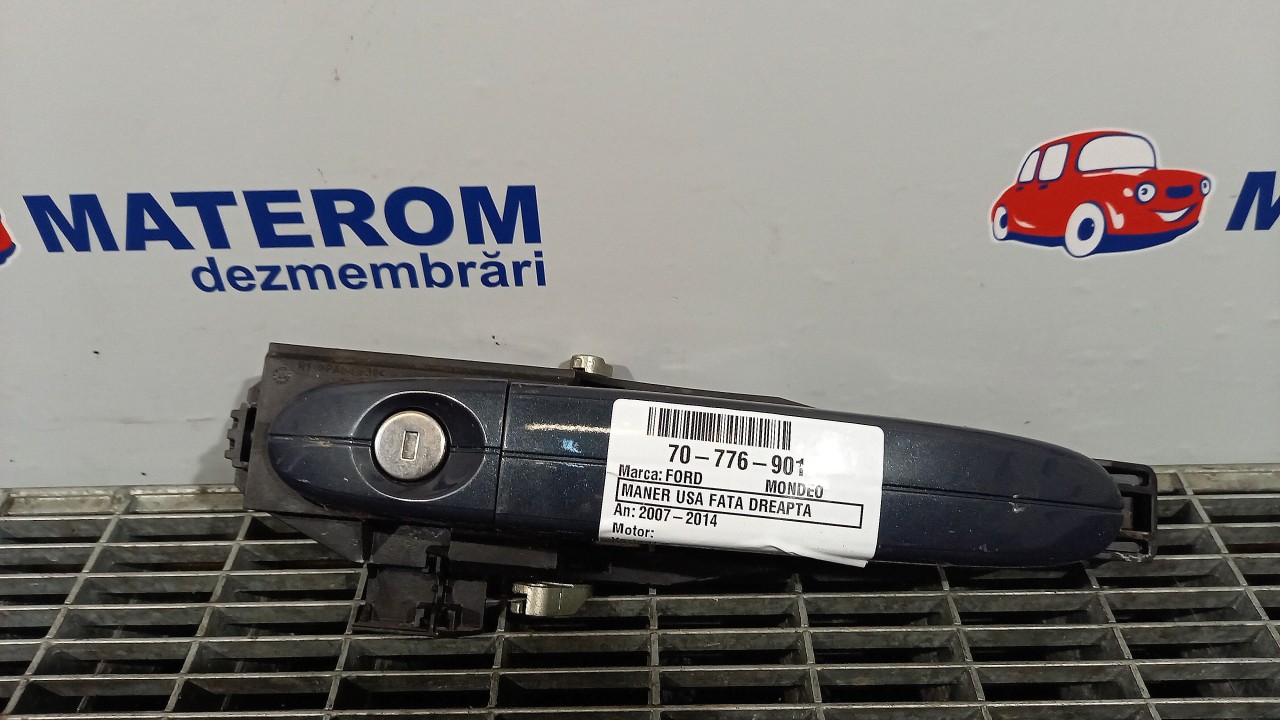 MATEROM
dezmembrări
M
70-776-901
Marca: FORD MONDEO
MANER USA FATA DREAPTA
An: 2007-2014
Motor: